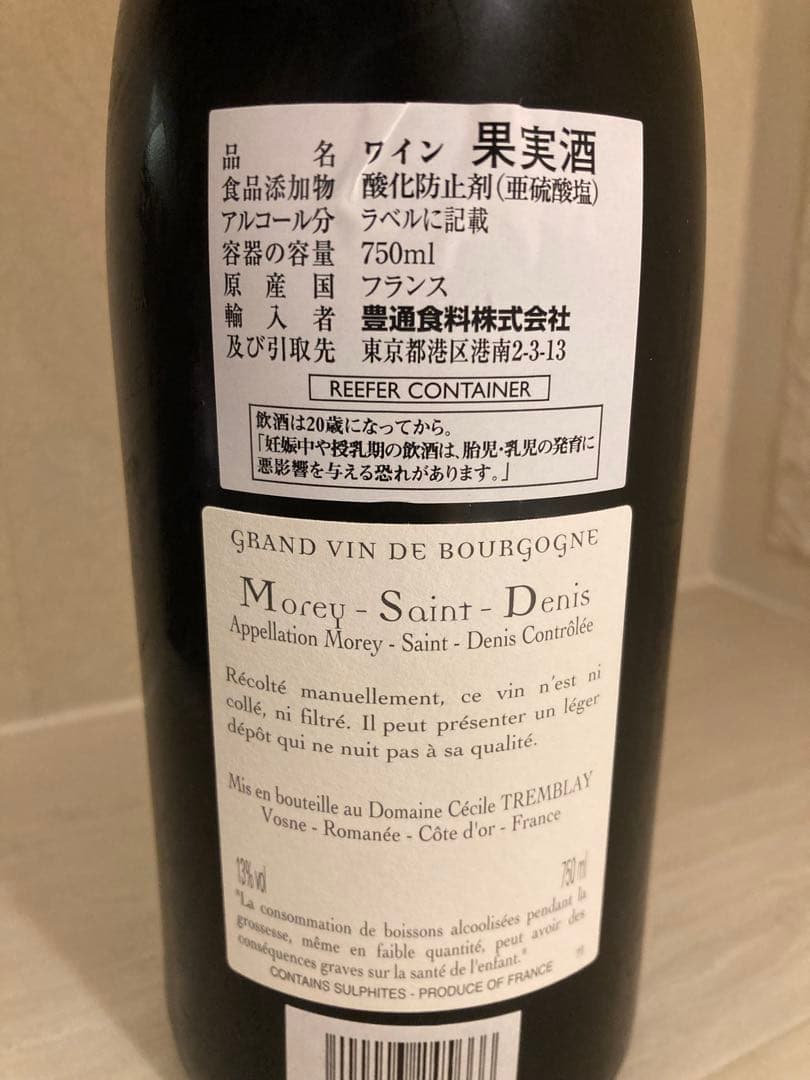 品名 ワイン 果実酒
食品添加物 酸化防止剤(亜硫酸塩)
アルコール分 ラベルに記載
容器の容量 750ml
原産国 フランス
輸入者 豊通食料株式会社
及び引取先 東京都港区港南2-3-13
REEFER CONTAINER
飲酒は20歳になってから。
「妊娠中や授乳期の飲酒は、胎児・乳児の発育に
悪影響を与える恐れがあります。」
GRAND VIN DE BOURGOGNE
Morey - Saint - Denis
Appellation Morey - Saint - Denis Contrôlée
Récolté manuellement, ce vin n'est ni
collé, ni filtré. Il peut présenter un léger
dépôt qui ne nuit pas à sa qualité.
Mis en bouteille au Domaine Cécile TREMBLAY
Vosne - Romanée - Côte d'or - France
13% vol 750 ml
"La consommation de boissons alcoolisées pendant la
grossesse, même en faible quantité, peut avoir des
conséquences graves sur la santé de l'enfant."
CONTAINS SULPHITES - PRODUCE OF FRANCE